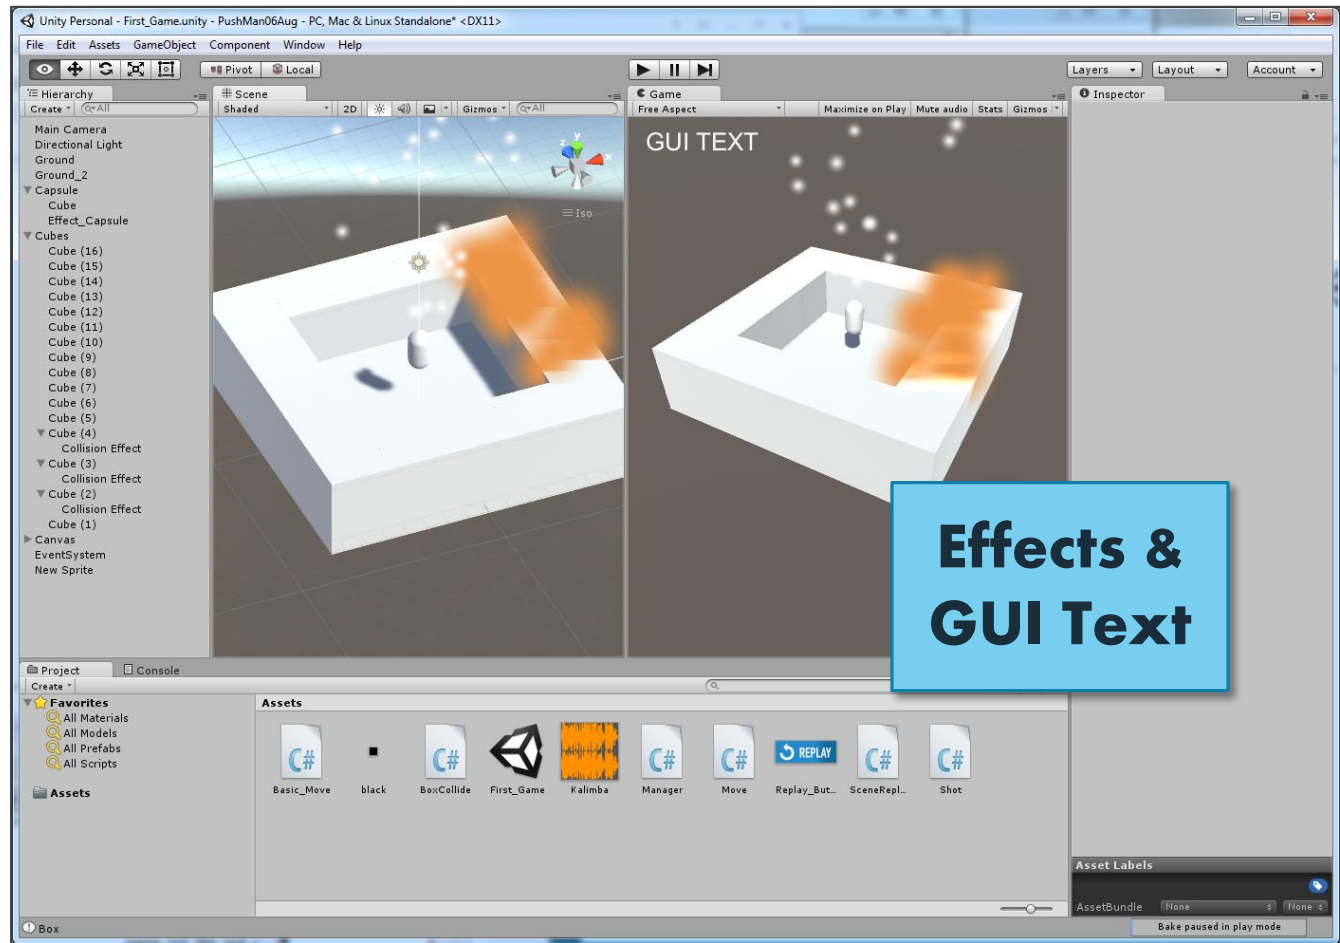 Unity Personal - First_Game.unity - PushMan06Aug - PC, Mac & Linux Standalone* <DX11>
File Edit Assets GameObject Component Window Help
Pivot Local Layers Layout Account
Hierarchy
Create All
Main Camera
Directional Light
Ground
Ground_2
Capsule
Cube
Effect_Capsule
Cubes
Cube (16)
Cube (15)
Cube (14)
Cube (13)
Cube (12)
Cube (11)
Cube (10)
Cube (9)
Cube (8)
Cube (7)
Cube (6)
Cube (5)
Cube (4)
Collision Effect
Cube (3)
Collision Effect
Cube (2)
Collision Effect
Cube (1)
Canvas
EventSystem
New Sprite
Scene
Shaded 2D Gizmos All
y
z x
Iso
Game
Free Aspect Maximize on Play Mute audio Stats Gizmos
GUI TEXT
Inspector
Effects &
GUI Text
Project Console
Create
Favorites
All Materials
All Models
All Prefabs
All Scripts
Assets
Assets
C# C# C# C# C# C#
REPLAY
Basic_Move black BoxCollide First_Game Kalimba Manager Move Replay_But... SceneRepl... Shot
Asset Labels
AssetBundle None None
Box
Bake paused in play mode